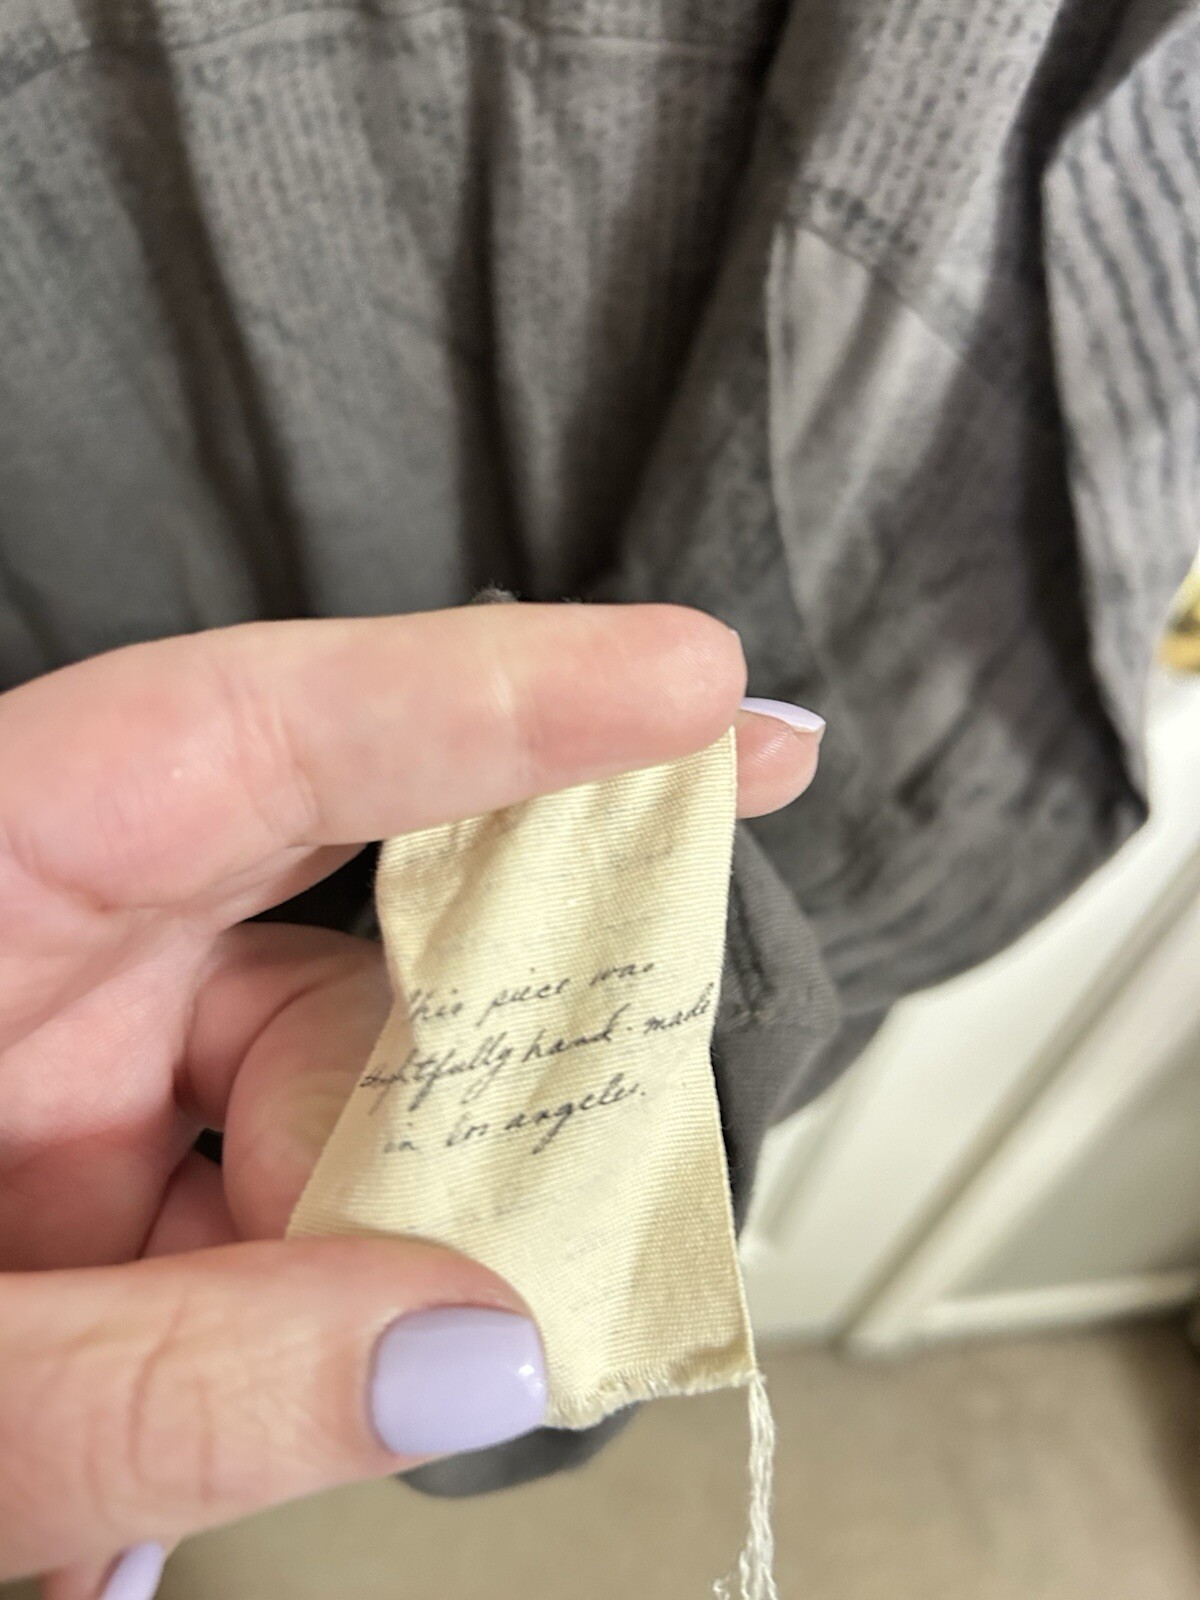 this piece was
thoughtfully hand-made
in los angeles.